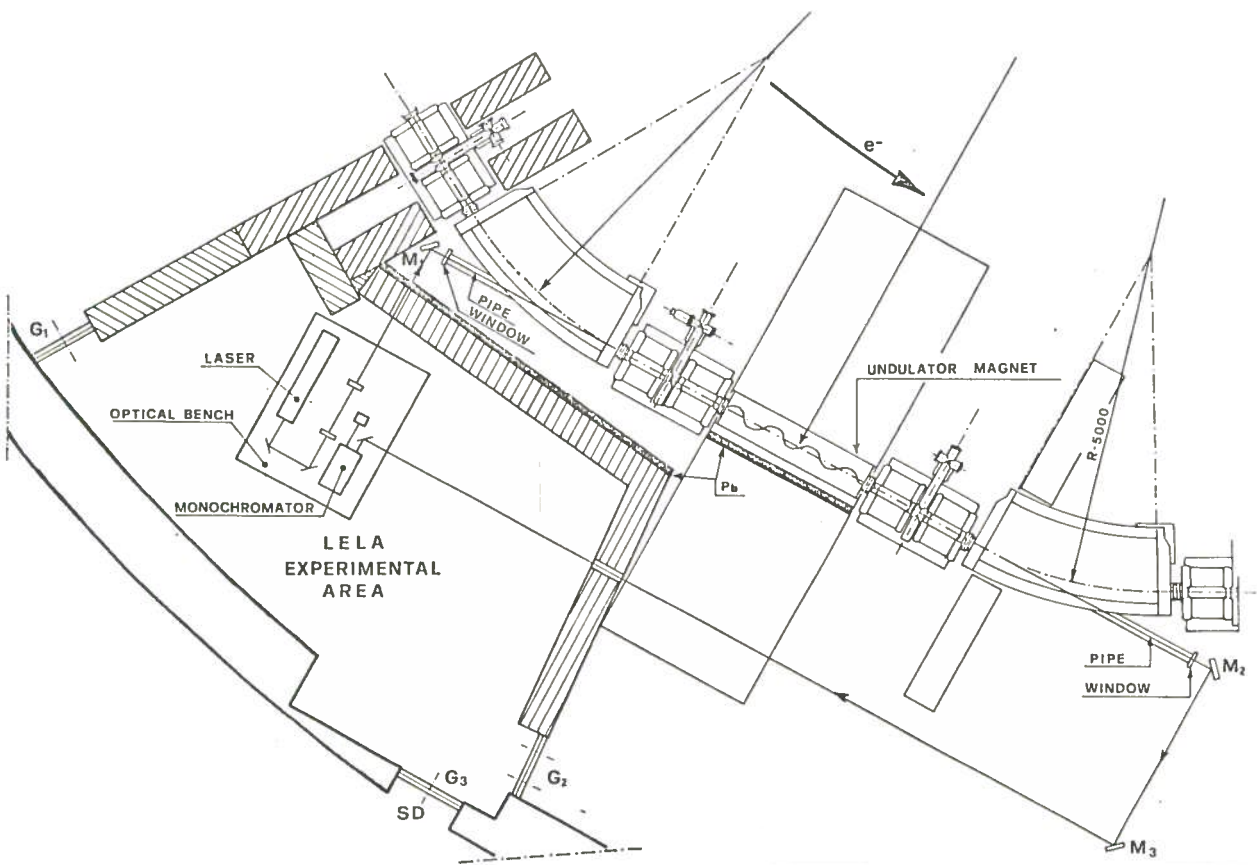 e-
M₁
PIPE
WINDOW
G₁
LASER
OPTICAL BENCH
UNDULATOR MAGNET
R=5000
Pb
MONOCHROMATOR
LELA
EXPERIMENTAL
AREA
PIPE
WINDOW
M₂
G₃
G₂
SD
M₃